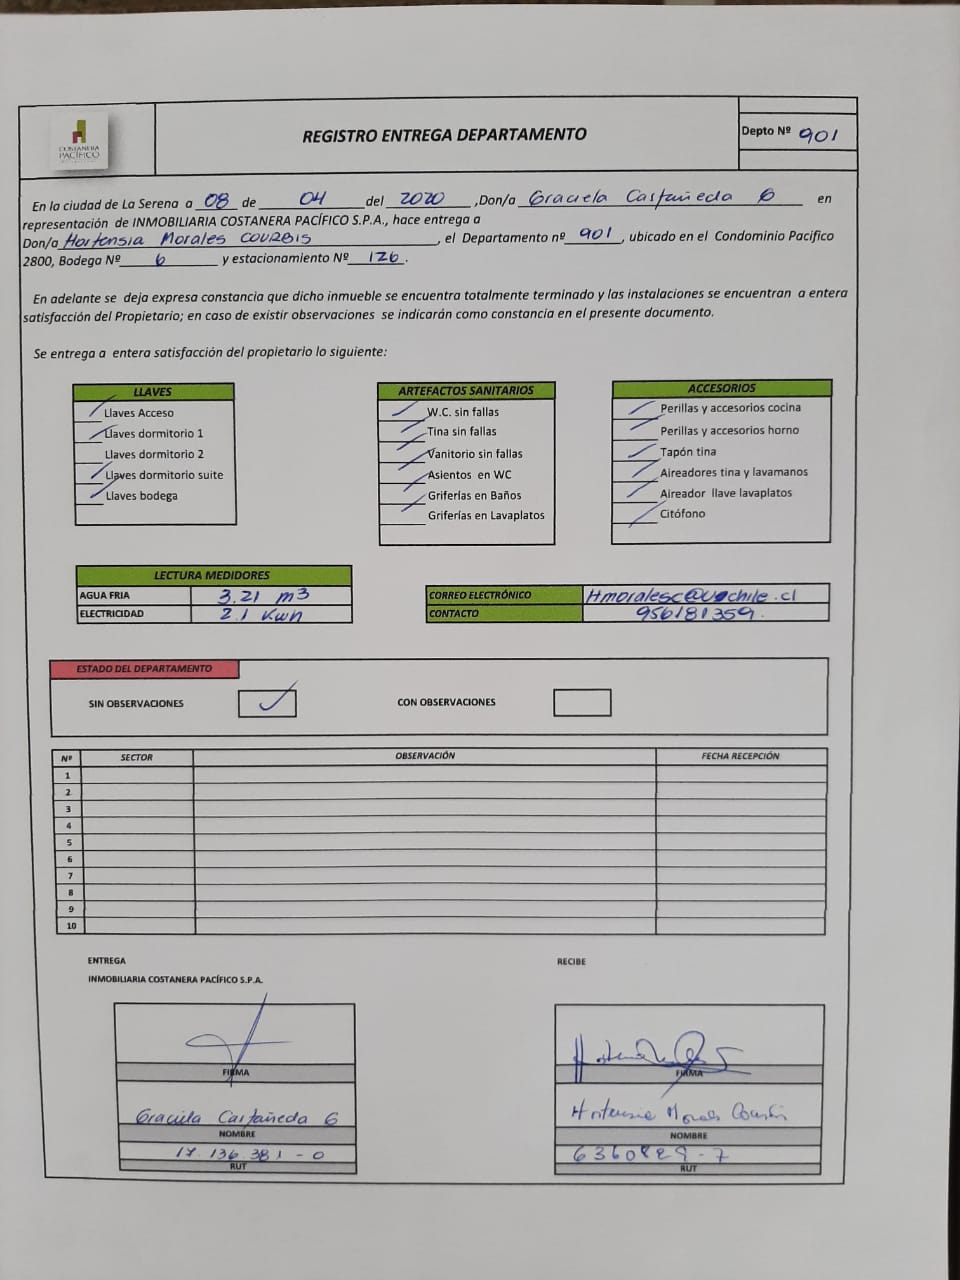 COSTANERA
PACÍFICO
REGISTRO ENTREGA DEPARTAMENTO
Depto Nº 901
En la ciudad de La Serena a 08 de 04 del 2020 ,Don/a Graciela Castañeda G en
representación de INMOBILIARIA COSTANERA PACÍFICO S.P.A., hace entrega a
Don/a Hortensia Morales COURBIS, el Departamento nº 901, ubicado en el Condominio Pacifico
2800, Bodega Nº 6 y estacionamiento Nº 126.
En adelante se deja expresa constancia que dicho inmueble se encuentra totalmente terminado y las instalaciones se encuentran a entera
satisfacción del Propietario; en caso de existir observaciones se indicarán como constancia en el presente documento.
Se entrega a entera satisfacción del propietario lo siguiente:
LLAVES
Llaves Acceso
Llaves dormitorio 1
Llaves dormitorio 2
Llaves dormitorio suite
Llaves bodega
ARTEFACTOS SANITARIOS
W.C. sin fallas
Tina sin fallas
Vanitorio sin fallas
Asientos en WC
Griferías en Baños
Griferías en Lavaplatos
ACCESORIOS
Perillas y accesorios cocina
Perillas y accesorios horno
Tapón tina
Aireadores tina y lavamanos
Aireador llave lavaplatos
Citófono
LECTURA MEDIDORES
AGUA FRIA 3,21 m3
ELECTRICIDAD 2.1 Kwh
CORREO ELECTRÓNICO Hmoralesc@uochile.cl
CONTACTO 956181359.
ESTADO DEL DEPARTAMENTO
SIN OBSERVACIONES ✓ CON OBSERVACIONES
Nº SECTOR OBSERVACIÓN FECHA RECEPCIÓN
1
2
3
4
5
6
7
8
9
10
ENTREGA
INMOBILIARIA COSTANERA PACÍFICO S.P.A.
FIRMA
Graciela Castañeda G
NOMBRE
17.136.381-0
RUT
RECIBE
FIRMA
Hortensia Morales Courbis
NOMBRE
6360829-7
RUT